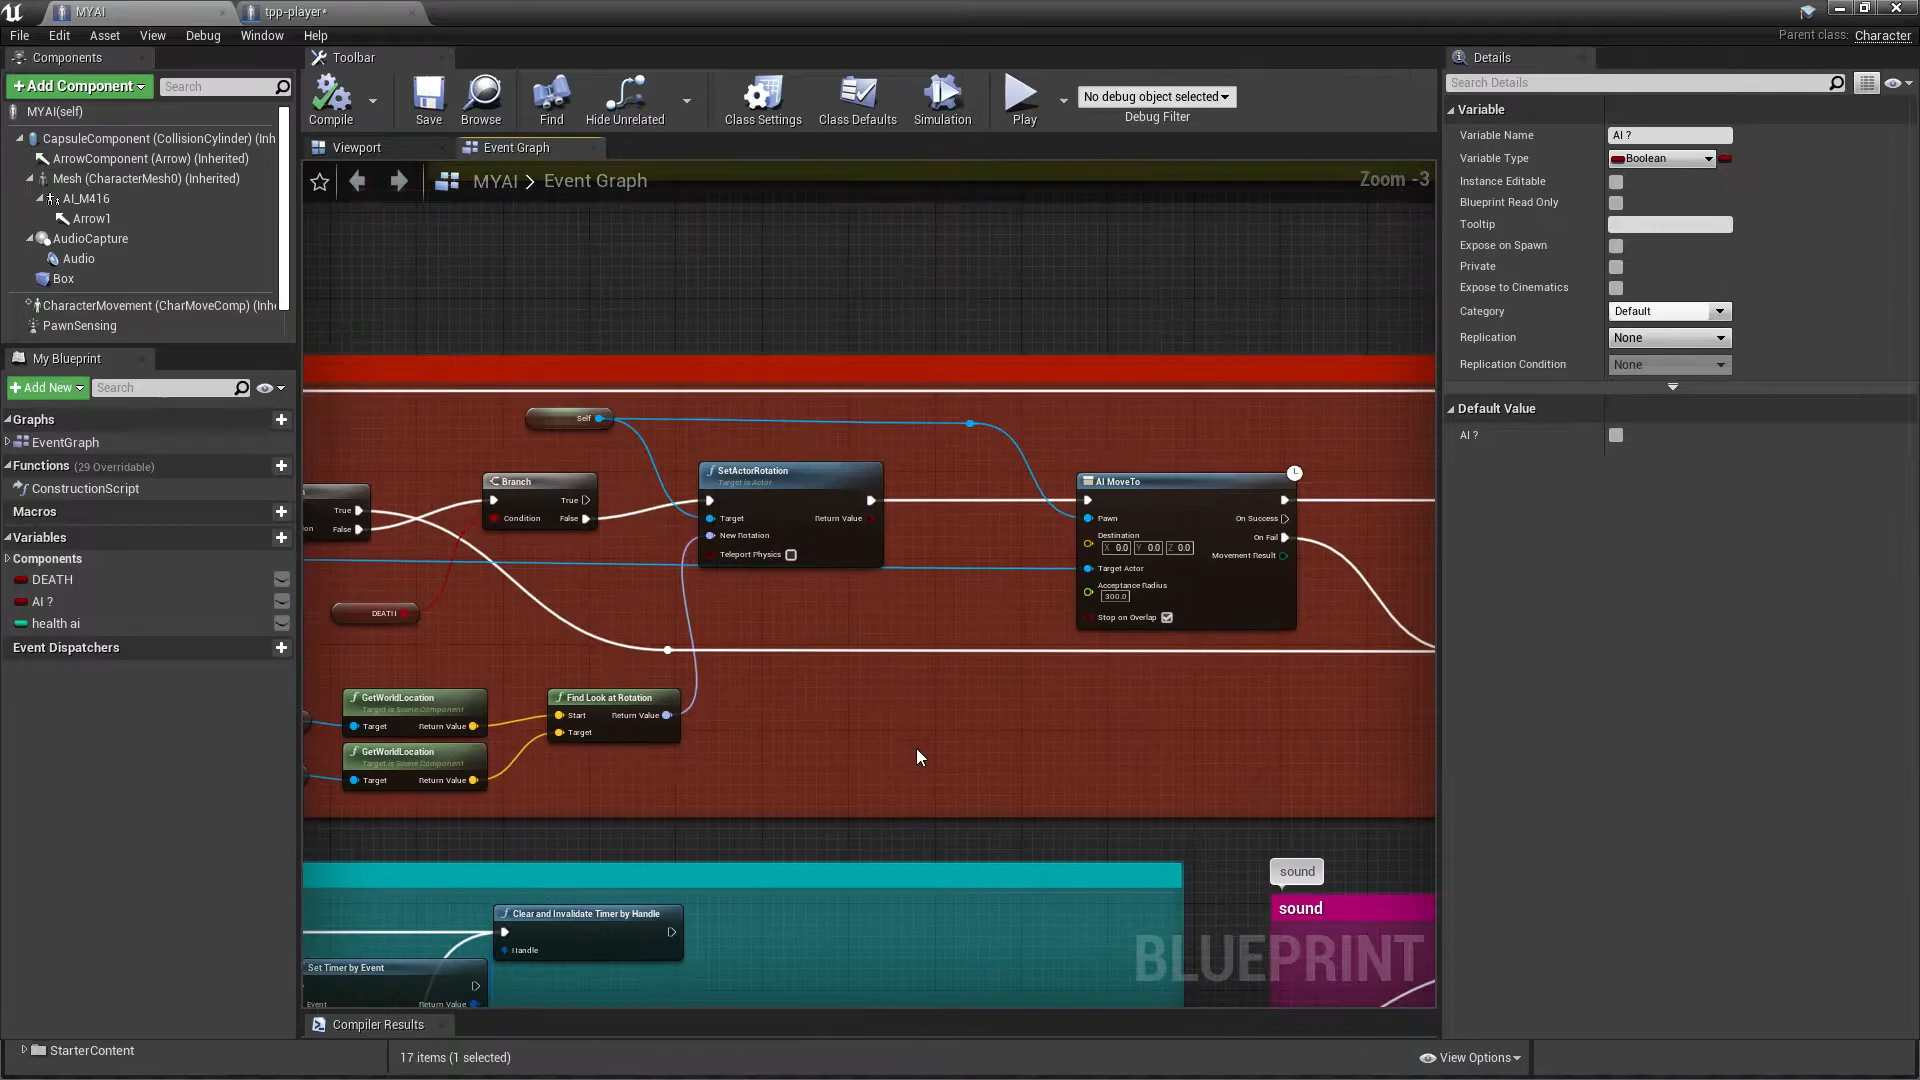 MYAI
tpp-player*
File Edit Asset View Debug Window Help
Parent class: Character
Components
Add Component
Search
MYAI(self)
CapsuleComponent (CollisionCylinder) (Inh
ArrowComponent (Arrow) (Inherited)
Mesh (CharacterMesh0) (Inherited)
AI_M416
Arrow1
AudioCapture
Audio
Box
CharacterMovement (CharMoveComp) (Inhe
PawnSensing
My Blueprint
Add New
Search
Graphs
EventGraph
Functions (29 Overridable)
ConstructionScript
Macros
Variables
Components
DEATH
AI ?
health ai
Event Dispatchers
Toolbar
Compile
Save
Browse
Find
Hide Unrelated
Class Settings
Class Defaults
Simulation
Play
No debug object selected
Debug Filter
Viewport
Event Graph
MYAI > Event Graph
Zoom -3
Self
True
False
Branch
True
Condition False
DEATH
SetActorRotation
Target is Actor
Target Return Value
New Rotation
Teleport Physics
AI MoveTo
Pawn On Success
Destination On Fail
X 0.0 Y 0.0 Z 0.0
Movement Result
Target Actor
Acceptance Radius
300.0
Stop on Overlap
GetWorldLocation
Target is Scene Component
Target Return Value
GetWorldLocation
Target is Scene Component
Target Return Value
Find Look at Rotation
Start Return Value
Target
Clear and Invalidate Timer by Handle
Handle
Set Timer by Event
Event Return Value
sound
sound
BLUEPRINT
Compiler Results
Details
Search Details
Variable
Variable Name AI ?
Variable Type Boolean
Instance Editable
Blueprint Read Only
Tooltip
Expose on Spawn
Private
Expose to Cinematics
Category Default
Replication None
Replication Condition None
Default Value
AI ?
StarterContent
17 items (1 selected)
View Options